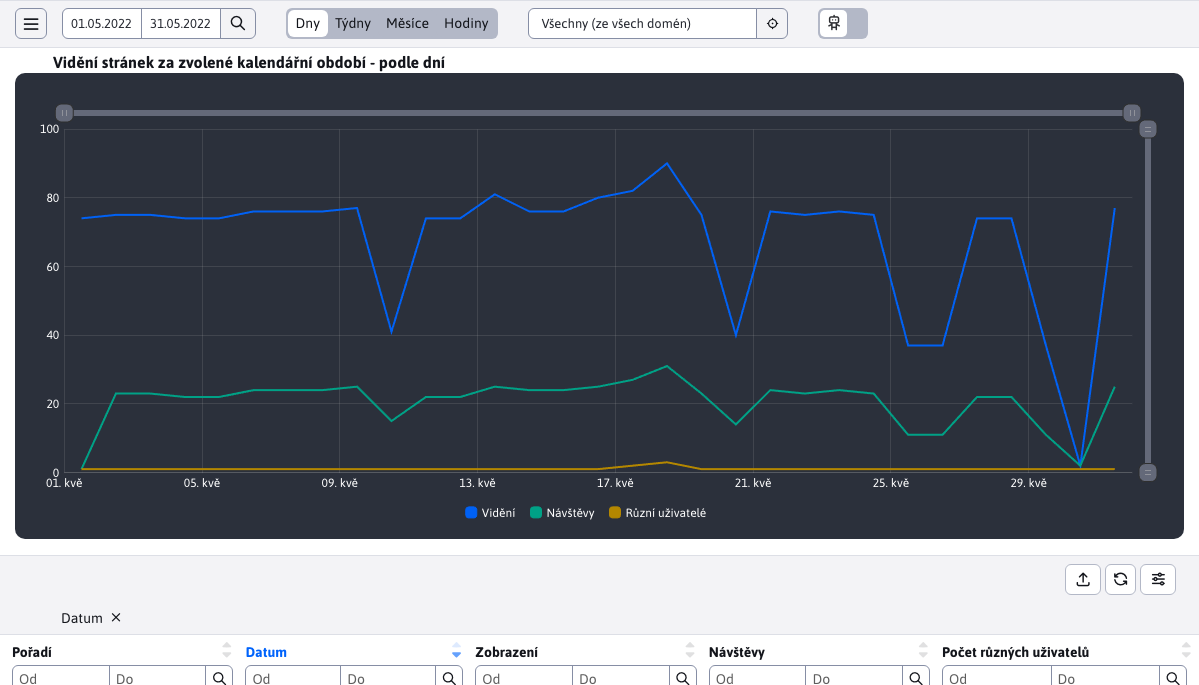 01.05.2022 31.05.2022 Dny Týdny Měsíce Hodiny Všechny (ze všech domén)
Vidění stránek za zvolené kalendářní období - podle dní
100
80
60
40
20
0
01. kvě 05. kvě 09. kvě 13. kvě 17. kvě 21. kvě 25. kvě 29. kvě
Vidění Návštěvy Různí uživatelé
Datum
Pořadí Datum Zobrazení Návštěvy Počet různých uživatelů
Od Do Od Do Od Do Od Do Od Do